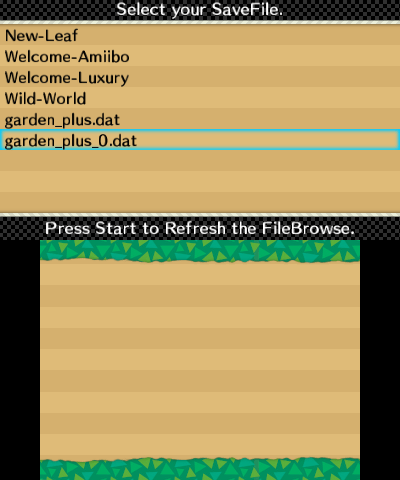 Select your SaveFile.
New-Leaf
Welcome-Amiibo
Welcome-Luxury
Wild-World
garden_plus.dat
garden_plus_0.dat
Press Start to Refresh the FileBrowse.